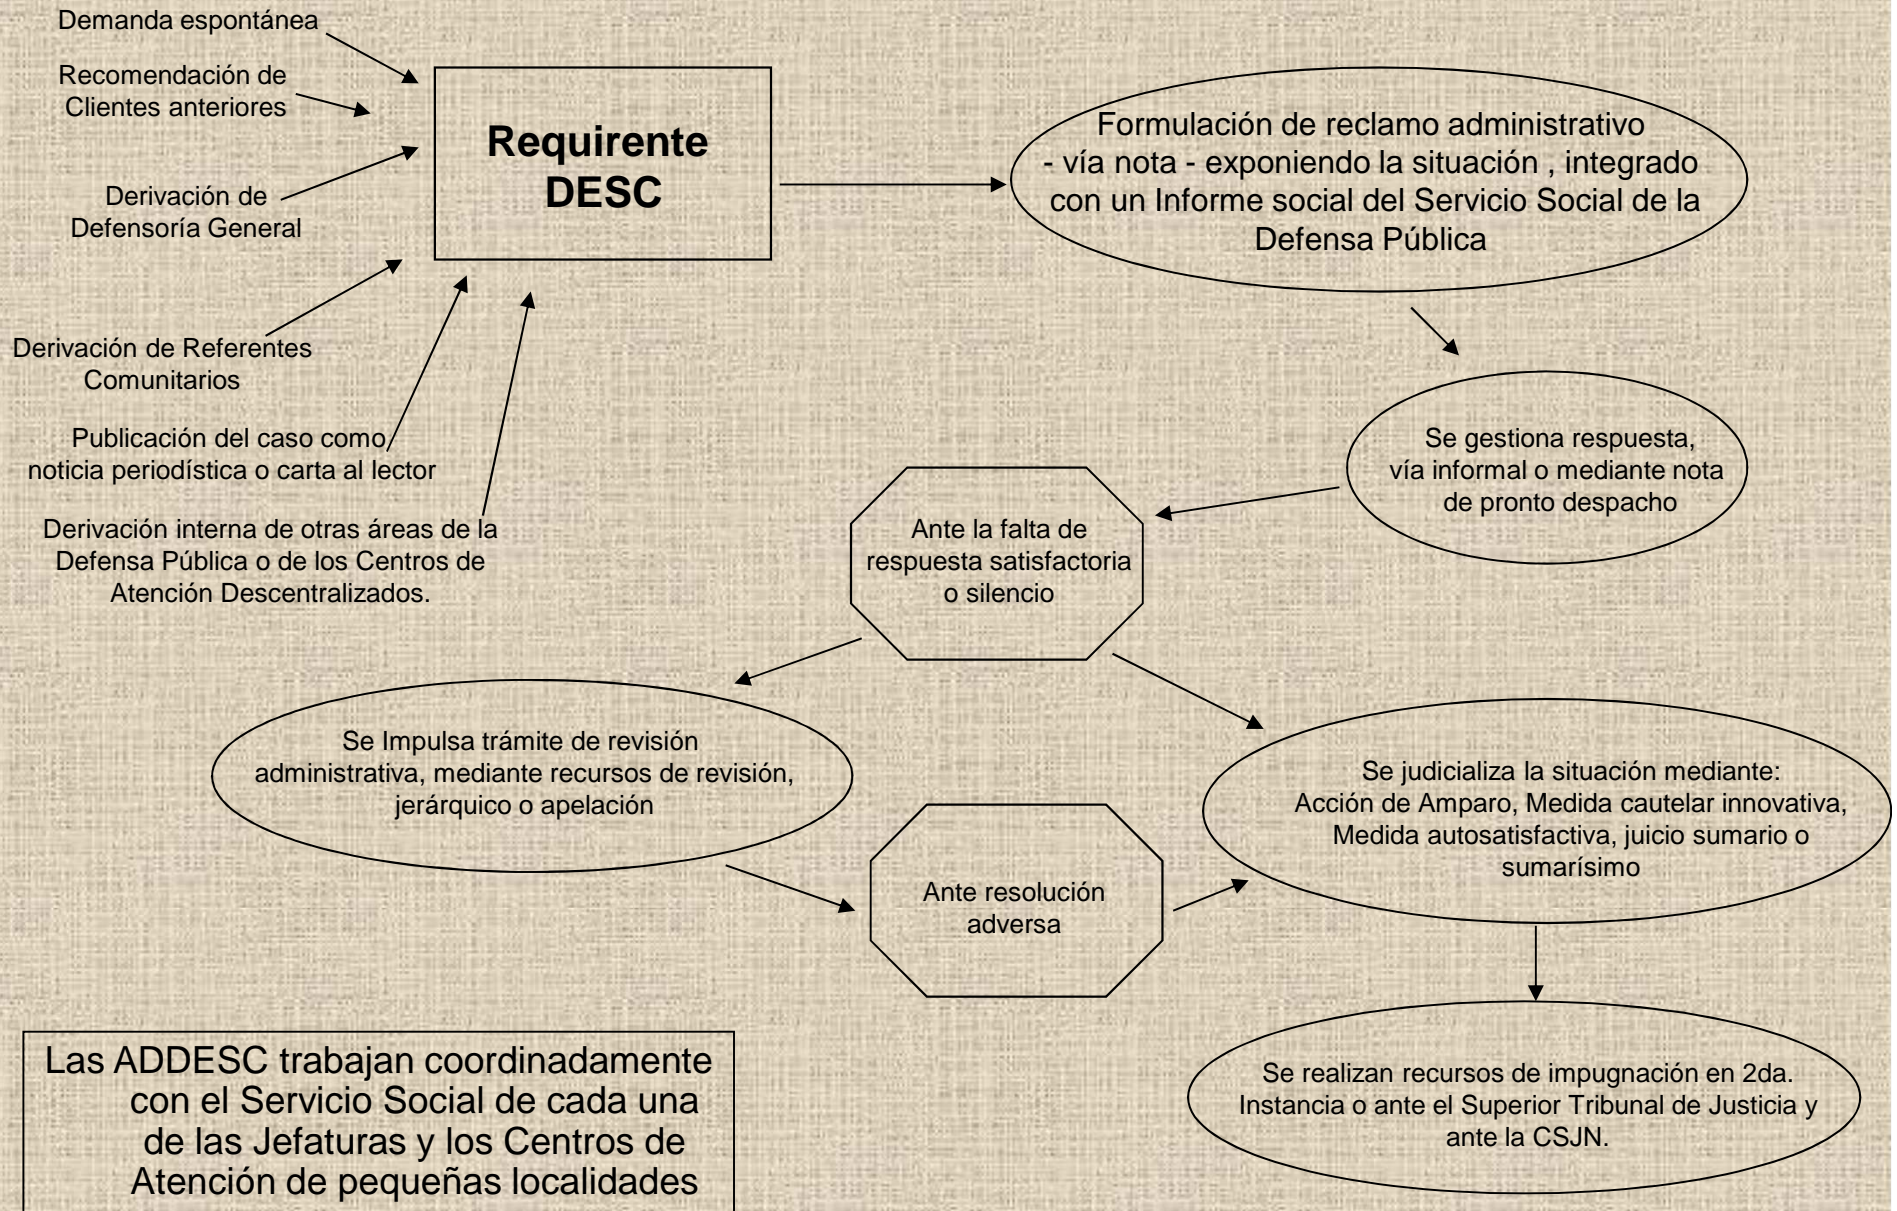 Demanda espontánea
Recomendación de
Clientes anteriores
Derivación de
Defensoría General
Derivación de Referentes
Comunitarios
Publicación del caso como
noticia periodística o carta al lector
Derivación interna de otras áreas de la
Defensa Pública o de los Centros de
Atención Descentralizados.
Requirente
DESC
Formulación de reclamo administrativo
- vía nota - exponiendo la situación , integrado
con un Informe social del Servicio Social de la
Defensa Pública
Se gestiona respuesta,
vía informal o mediante nota
de pronto despacho
Ante la falta de
respuesta satisfactoria
o silencio
Se Impulsa trámite de revisión
administrativa, mediante recursos de revisión,
jerárquico o apelación
Ante resolución
adversa
Se judicializa la situación mediante:
Acción de Amparo, Medida cautelar innovativa,
Medida autosatisfactiva, juicio sumario o
sumarísimo
Se realizan recursos de impugnación en 2da.
Instancia o ante el Superior Tribunal de Justicia y
ante la CSJN.
Las ADDESC trabajan coordinadamente
con el Servicio Social de cada una
de las Jefaturas y los Centros de
Atención de pequeñas localidades